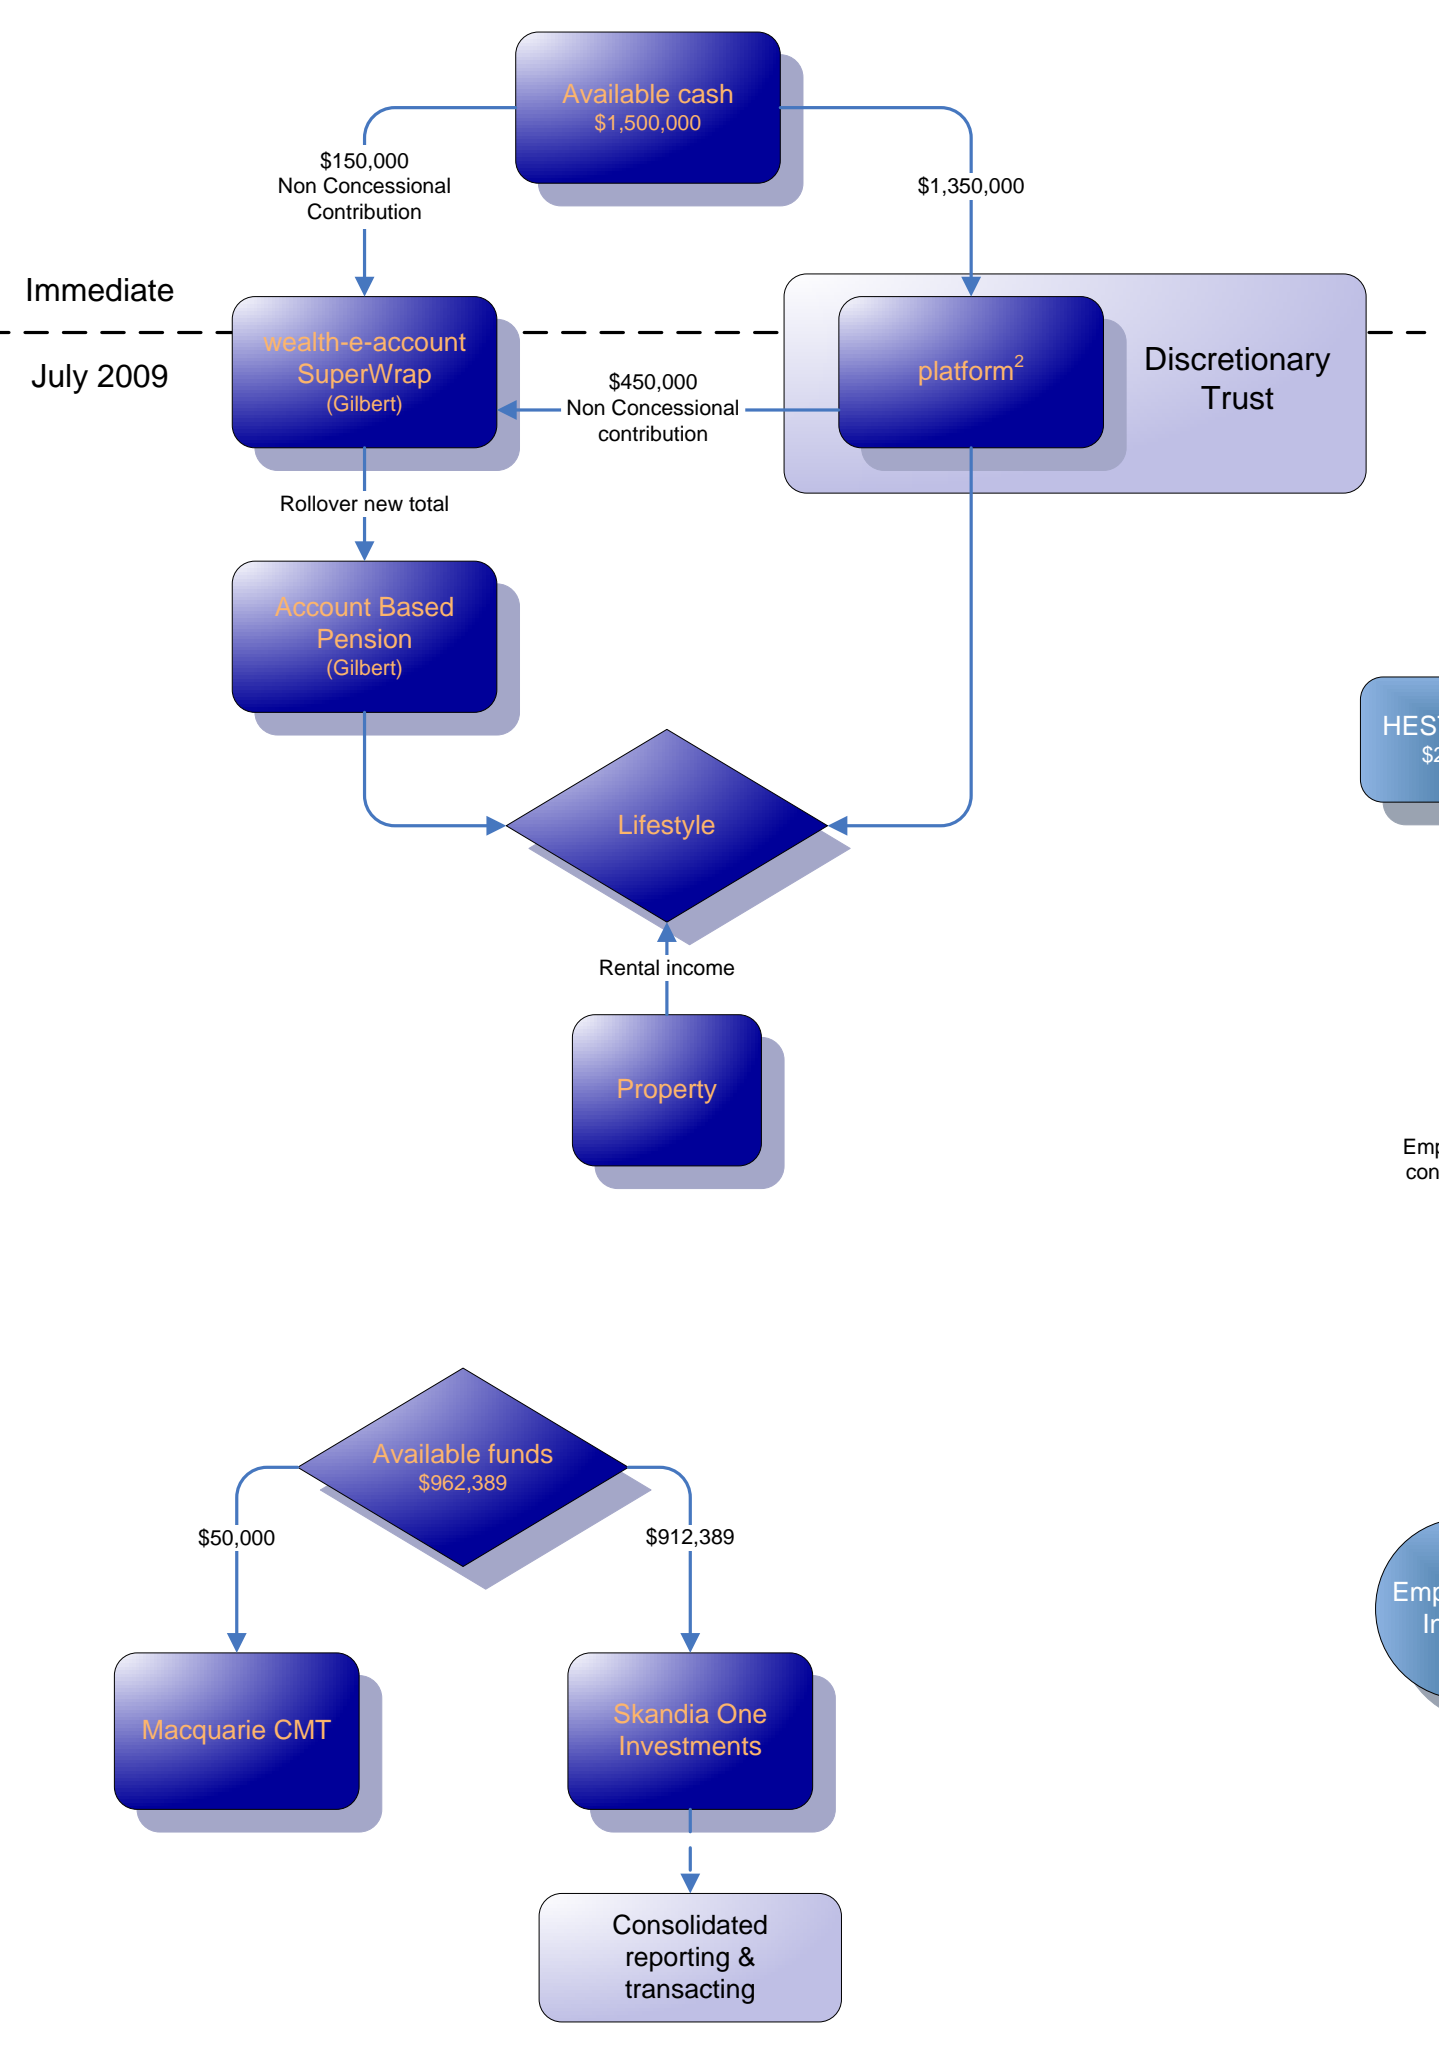 Available cash
$1,500,000
$150,000
Non Concessional
Contribution
$1,350,000
Immediate
July 2009
wealth-e-account
SuperWrap
(Gilbert)
$450,000
Non Concessional
contribution
platform²
Discretionary
Trust
Rollover new total
Account Based
Pension
(Gilbert)
Lifestyle
Rental income
Property
Available funds
$962,389
$50,000
$912,389
Macquarie CMT
Skandia One
Investments
Consolidated
reporting &
transacting